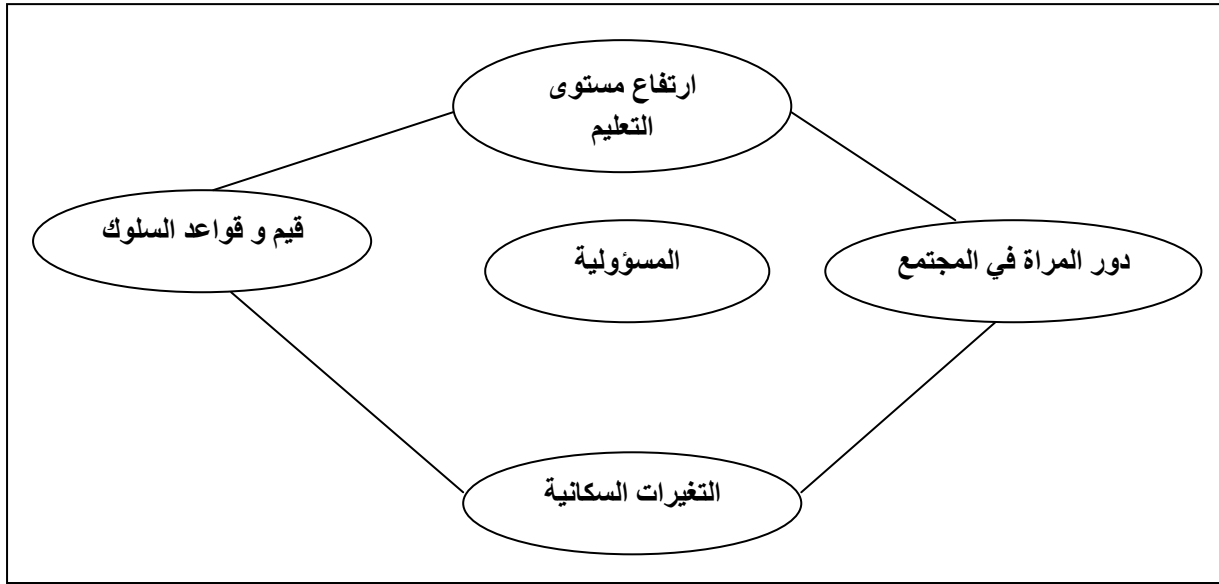 ارتفاع مستوى
التعليم
دور المراة في المجتمع
المسؤولية
قيم و قواعد السلوك
التغيرات السكانية